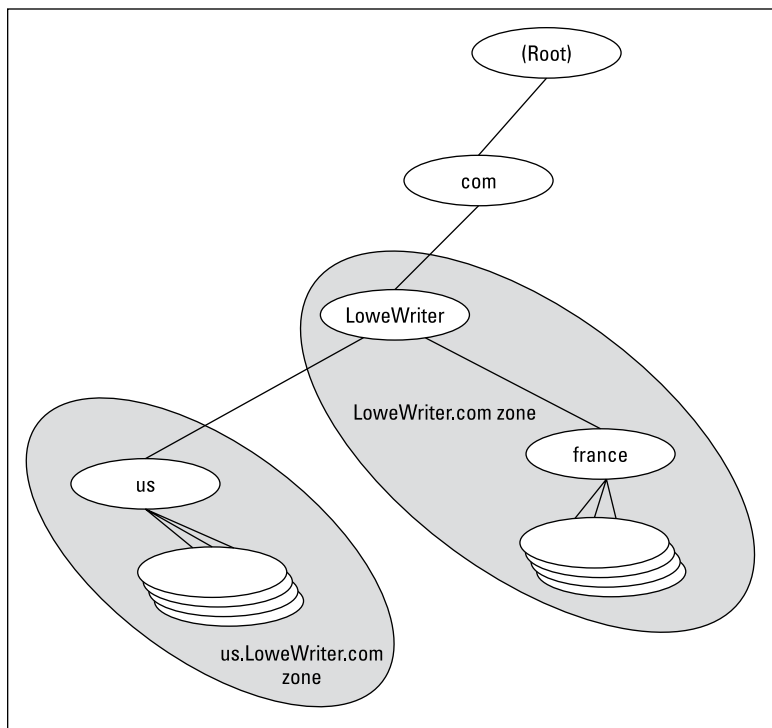 (Root)
com
LoweWriter
LoweWriter.com zone
france
us
us.LoweWriter.com
zone